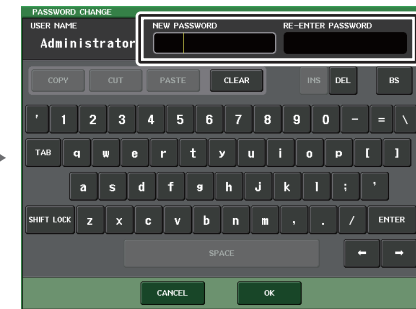 PASSWORD CHANGE
USER NAME NEW PASSWORD RE-ENTER PASSWORD
Administrator
COPY CUT PASTE CLEAR INS DEL BS
' 1 2 3 4 5 6 7 8 9 0 - = \
TAB q w e r t y u i o p [ ]
a s d f g h j k l ; '
SHIFT LOCK z x c v b n m , . / ENTER
SPACE ← →
CANCEL OK